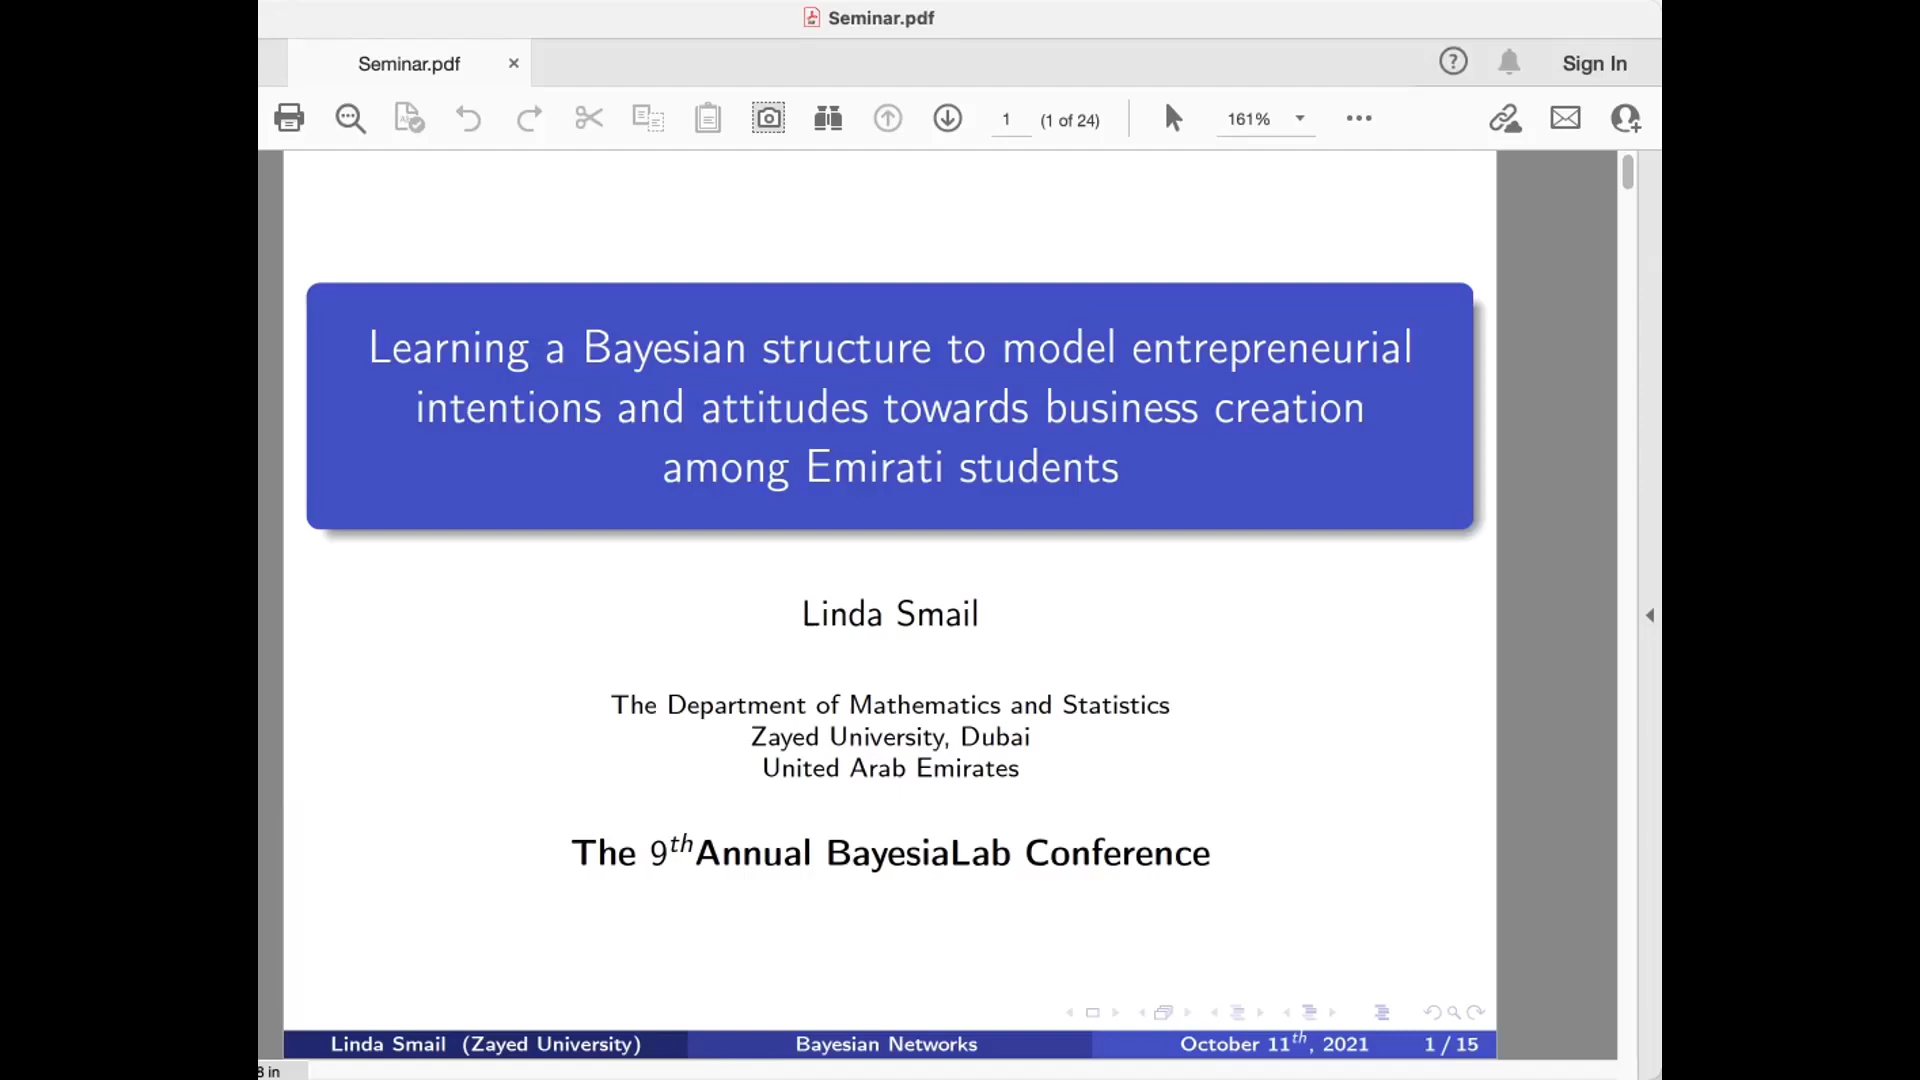 Seminar.pdf
Seminar.pdf
Sign In
1 (1 of 24) 161%
Learning a Bayesian structure to model entrepreneurial
intentions and attitudes towards business creation
among Emirati students
Linda Smail
The Department of Mathematics and Statistics
Zayed University, Dubai
United Arab Emirates
The 9th Annual BayesiaLab Conference
Linda Smail (Zayed University) Bayesian Networks October 11th, 2021 1 / 15
8 in